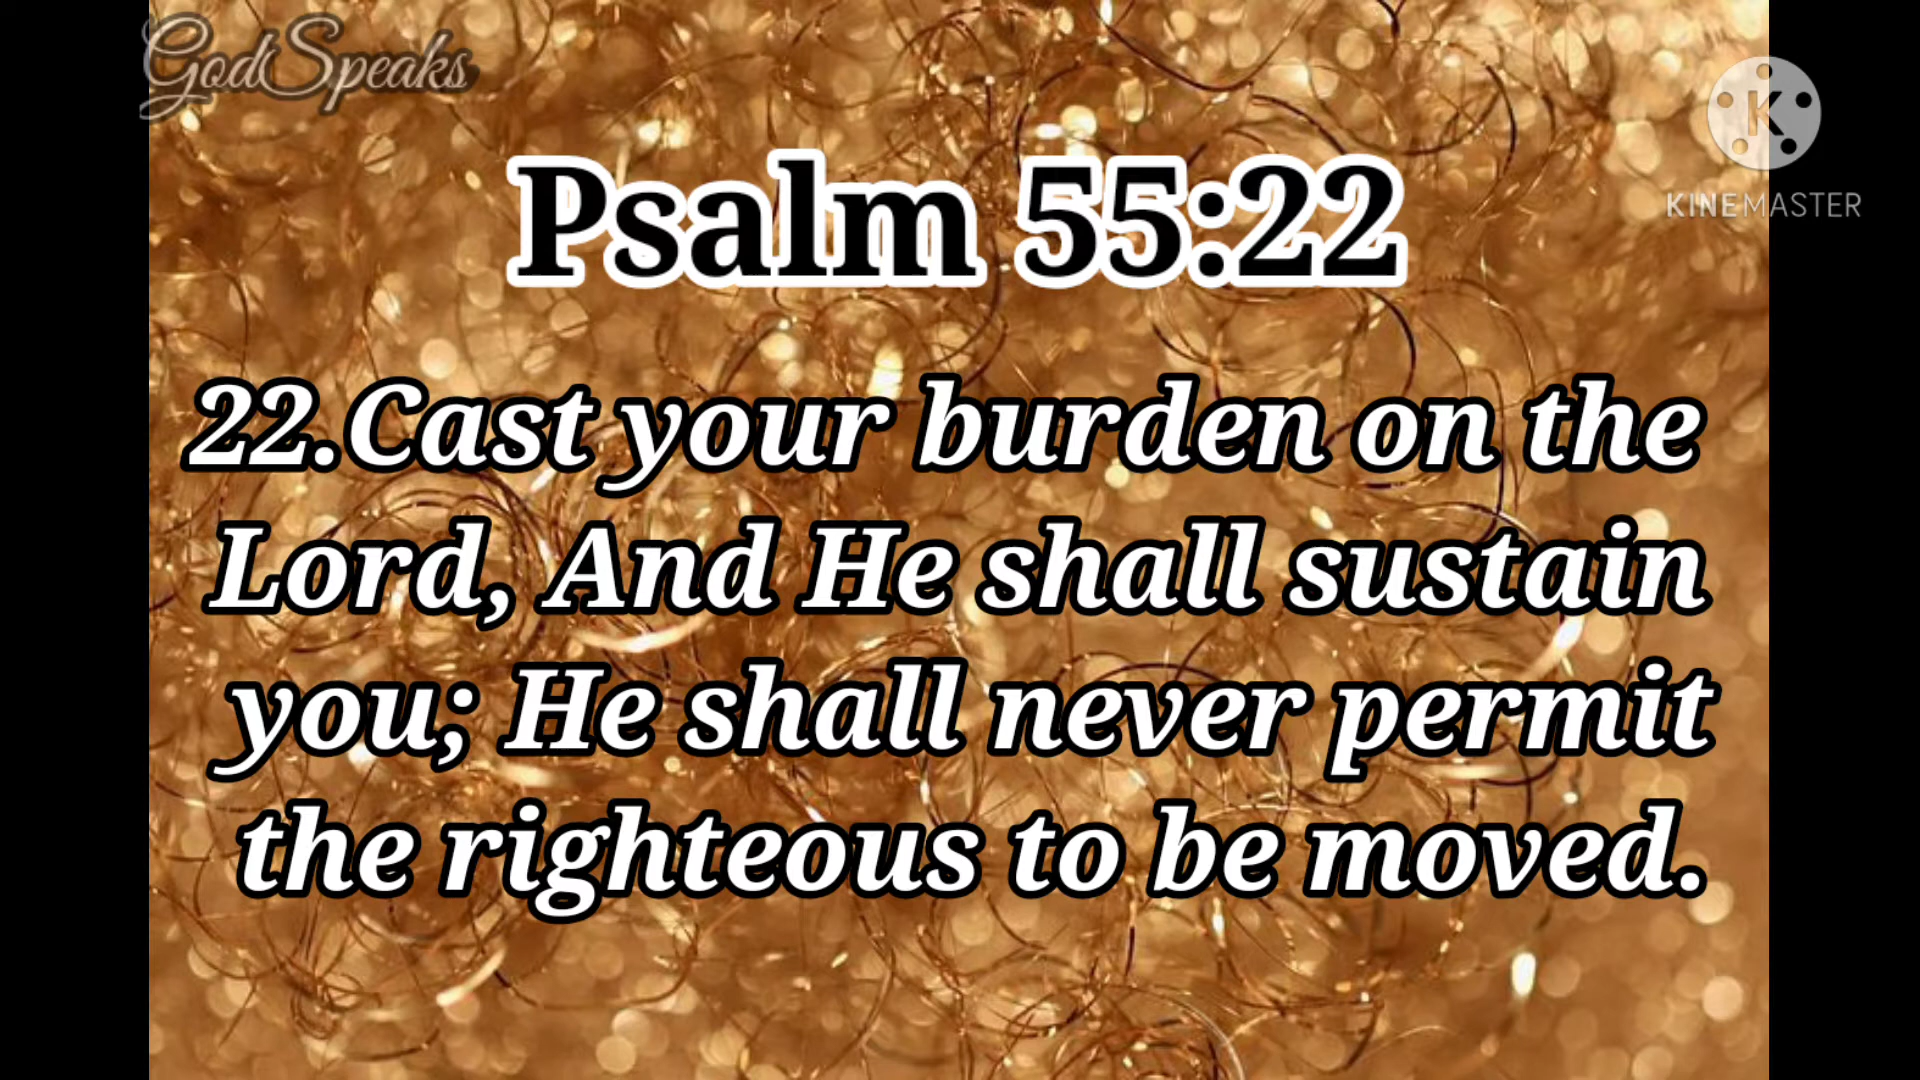 GodSpeaks
KINEMASTER
Psalm 55:22
22.Cast your burden on the
Lord, And He shall sustain
you; He shall never permit
the righteous to be moved.